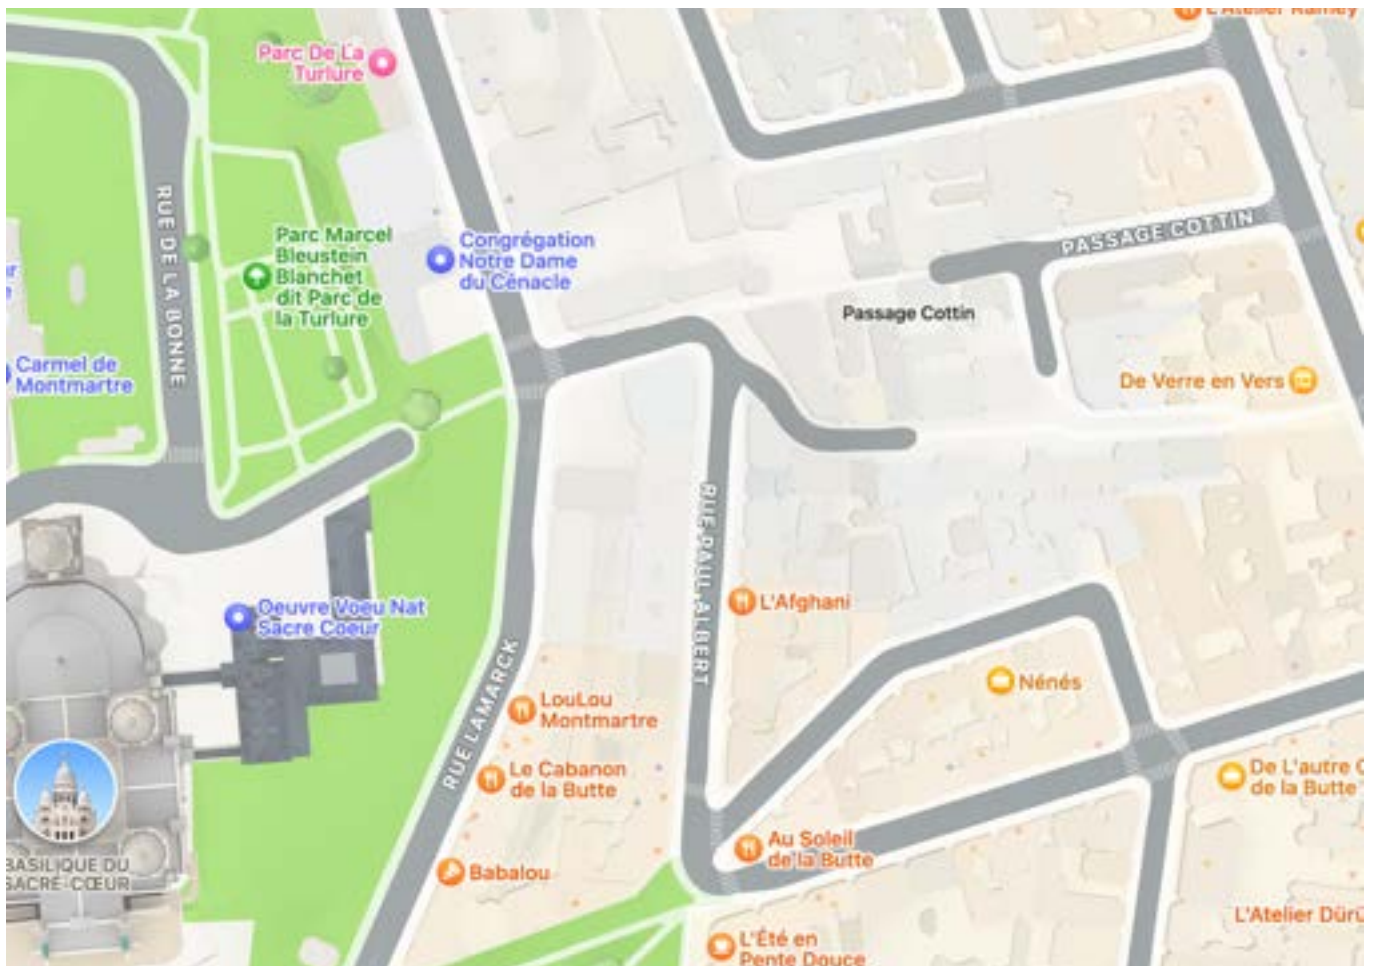 L'Atelier Ramey
Parc De La
Turlure
RUE DE LA BONNE
Parc Marcel
Bleustein
Blanchet
dit Parc de
la Turlure
Congrégation
Notre Dame
du Cénacle
PASSAGE COTTIN
Passage Cottin
Carmel de
Montmartre
De Verre en Vers
RUE PAUL ALBERT
L'Afghani
Oeuvre Voeu Nat
Sacre Coeur
RUE LAMARCK
LouLou
Montmartre
Nénés
Le Cabanon
de la Butte
De L'autre
de la Butte
Au Soleil
de la Butte
BASILIQUE DU
SACRÉ-CŒUR
Babalou
L'Atelier
L'Été en
Pente Douce